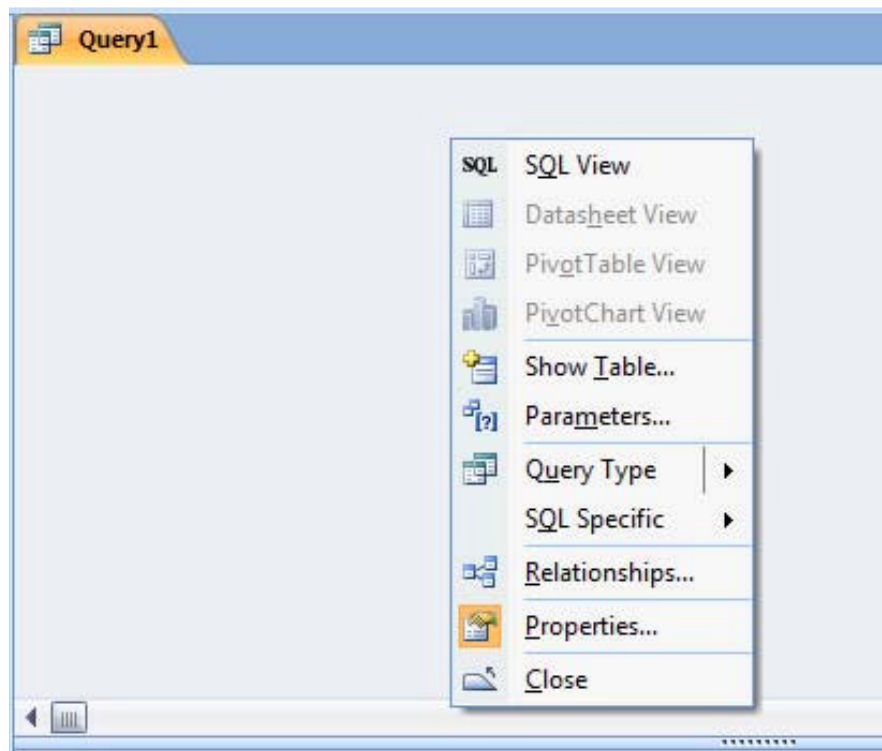 Query1
SQL SQL View
Datasheet View
PivotTable View
PivotChart View
Show Table...
[?] Parameters...
Query Type
SQL Specific
Relationships...
Properties...
Close